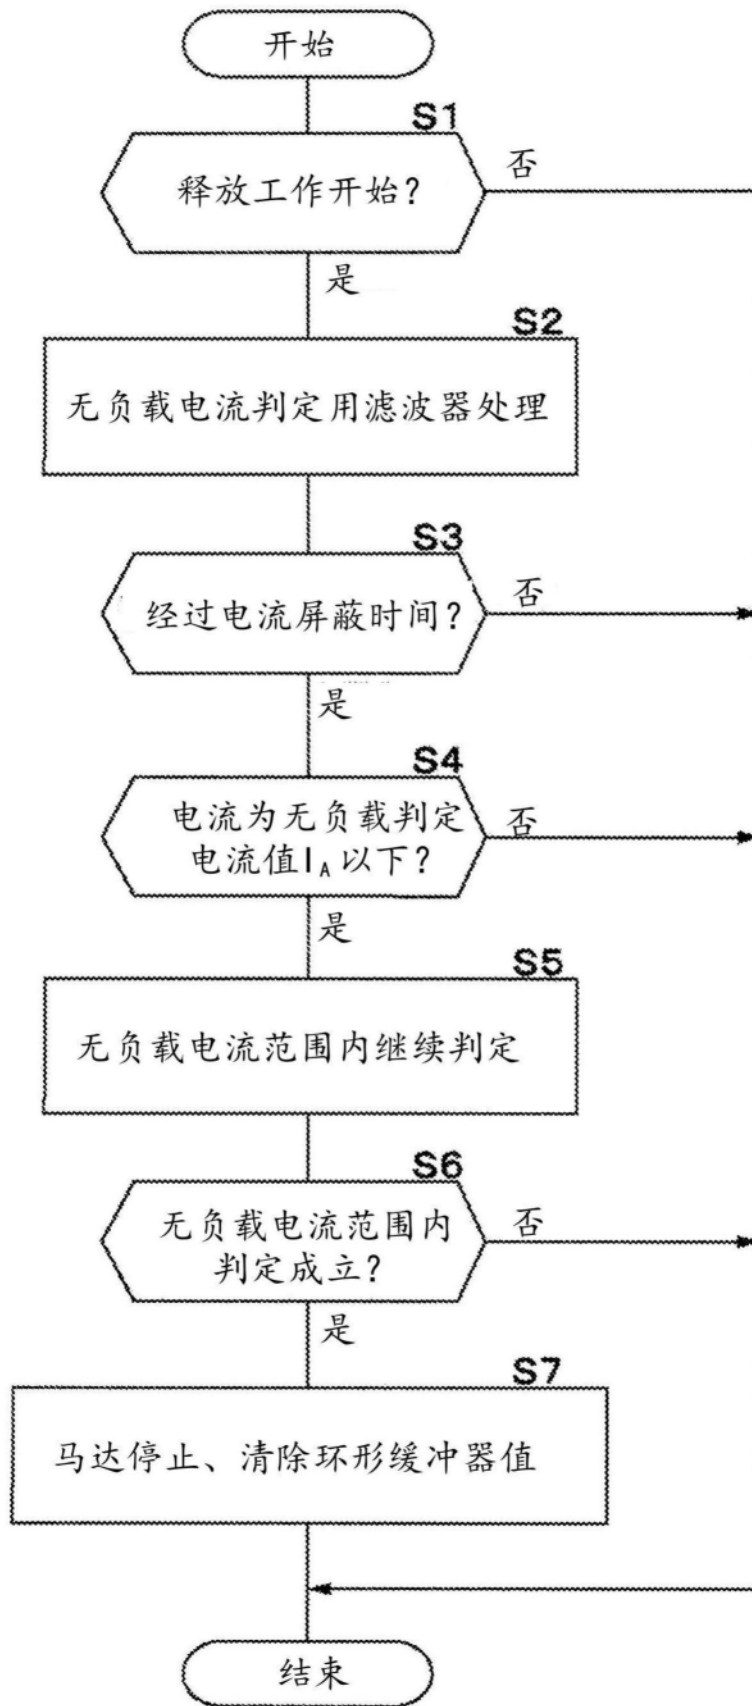 开始
S1
释放工作开始?
否
是
S2
无负载电流判定用滤波器处理
S3
经过电流屏蔽时间?
否
是
S4
电流为无负载判定
电流值IA以下?
否
是
S5
无负载电流范围内继续判定
S6
无负载电流范围内
判定成立?
否
是
S7
马达停止、清除环形缓冲器值
结束